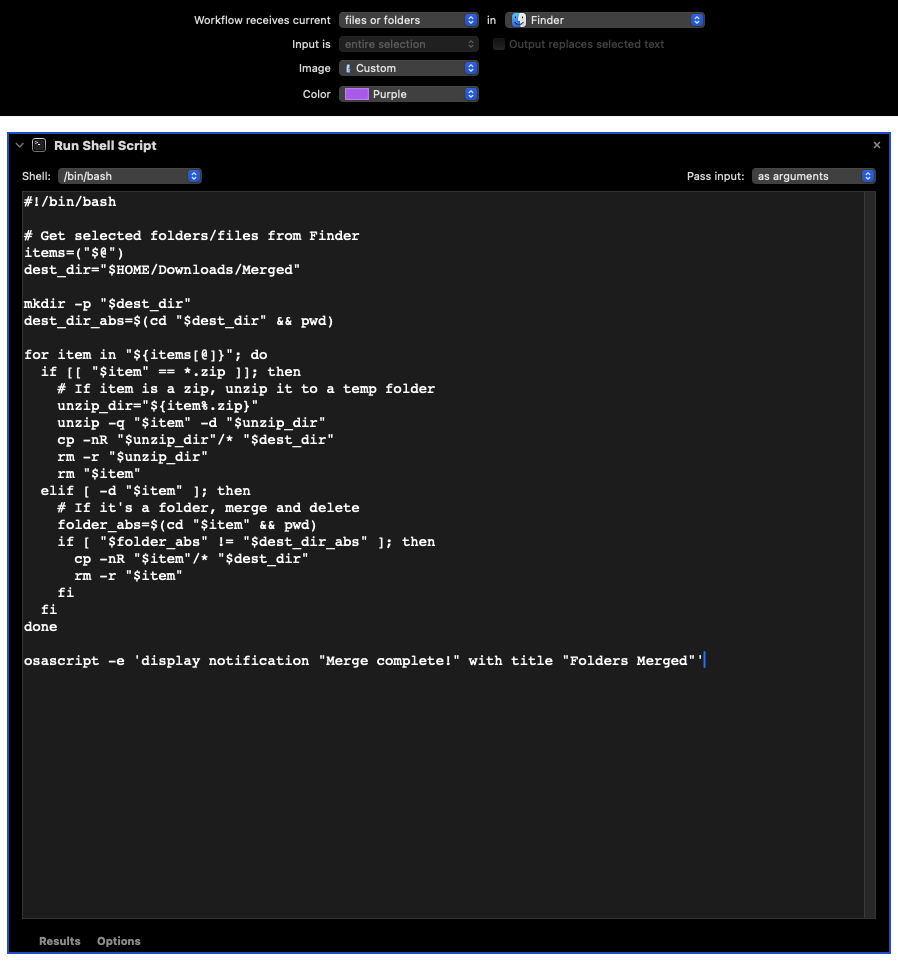 Workflow receives current files or folders in Finder
Input is entire selection Output replaces selected text
Image Custom
Color Purple
Run Shell Script
Shell: /bin/bash Pass input: as arguments
#!/bin/bash

# Get selected folders/files from Finder
items=("$@")
dest_dir="$HOME/Downloads/Merged"

mkdir -p "$dest_dir"
dest_dir_abs=$(cd "$dest_dir" && pwd)

for item in "${items[@]}"; do
  if [[ "$item" == *.zip ]]; then
    # If item is a zip, unzip it to a temp folder
    unzip_dir="${item%.zip}"
    unzip -q "$item" -d "$unzip_dir"
    cp -nR "$unzip_dir"/* "$dest_dir"
    rm -r "$unzip_dir"
    rm "$item"
  elif [ -d "$item" ]; then
    # If it's a folder, merge and delete
    folder_abs=$(cd "$item" && pwd)
    if [ "$folder_abs" != "$dest_dir_abs" ]; then
      cp -nR "$item"/* "$dest_dir"
      rm -r "$item"
    fi
  fi
done

osascript -e 'display notification "Merge complete!" with title "Folders Merged"'
Results Options